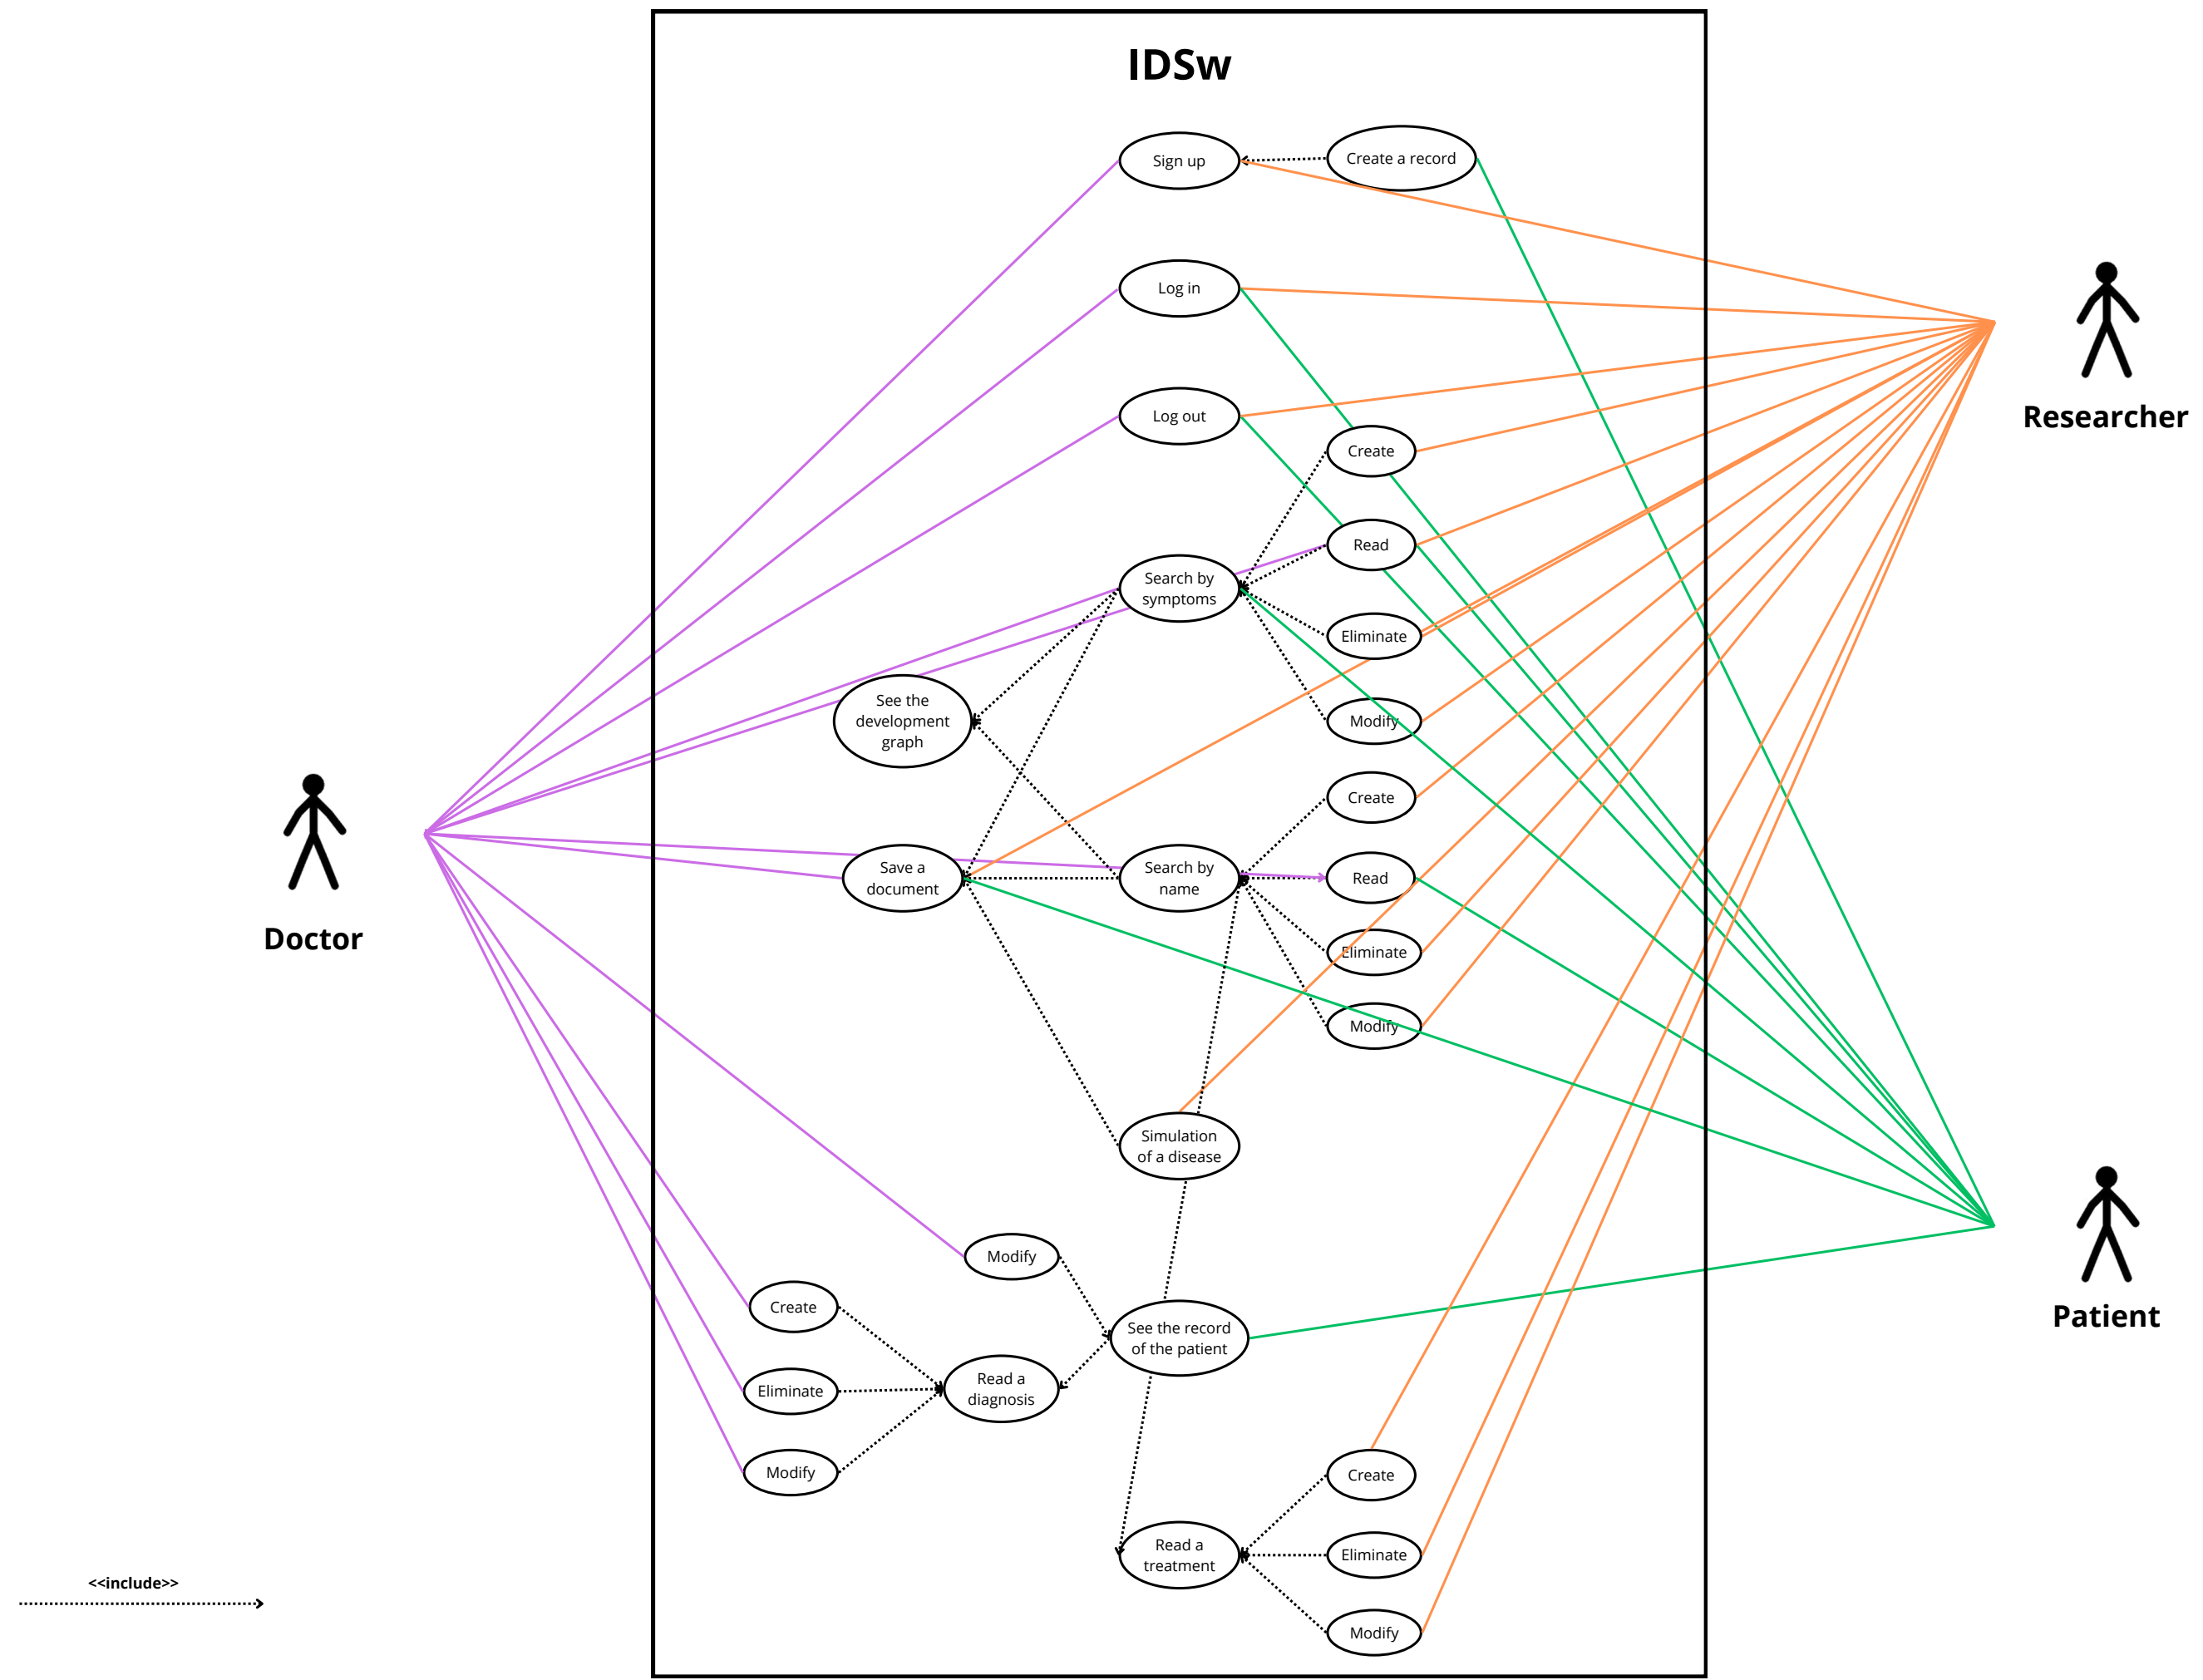 IDSw
Sign up
Create a record
Log in
Log out
Researcher
Create
Read
Search by
symptoms
Eliminate
See the
development
graph
Modify
Create
Save a
document
Search by
name
Read
Doctor
Eliminate
Modify
Simulation
of a disease
Modify
Create
See the record
of the patient
Patient
Eliminate
Read a
diagnosis
Modify
Create
Read a
treatment
Eliminate
<<include>>
Modify